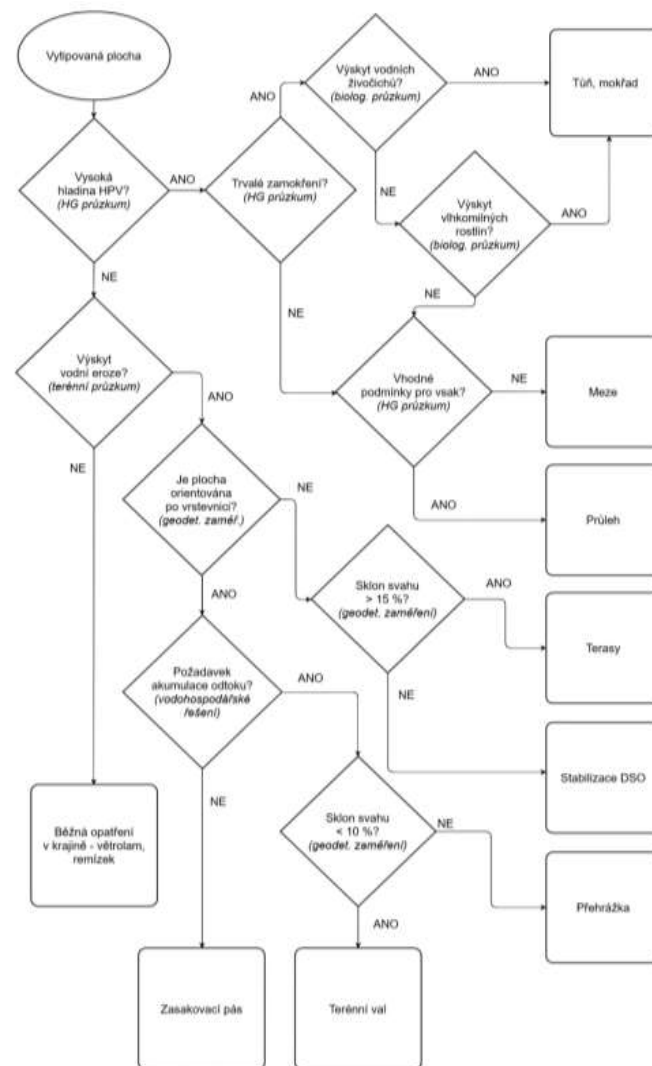 Vytipovaná plocha
Vysoká
hladina HPV?
(HG průzkum)
ANO
NE
Trvalé zamokření?
(HG průzkum)
ANO
NE
Výskyt vodních
živočichů?
(biolog. průzkum)
ANO
NE
Tůň, mokřad
Výskyt
vlhkomilných
rostlin?
(biolog. průzkum)
ANO
NE
Výskyt
vodní eroze?
(terénní průzkum)
ANO
NE
Vhodné
podmínky pro vsak?
(HG průzkum)
NE
ANO
Meze
Průleh
Je plocha
orientována
po vrstevnici?
(geodet. zaměř.)
NE
ANO
Sklon svahu
> 15 %?
(geodet. zaměření)
ANO
NE
Terasy
Stabilizace DSO
Požadavek
akumulace odtoku?
(vodohospodářské
řešení)
ANO
NE
Sklon svahu
< 10 %?
(geodet. zaměření)
NE
ANO
Přehrážka
Běžná opatření
v krajině - větrolam,
remízek
Zasakovací pás
Terénní val